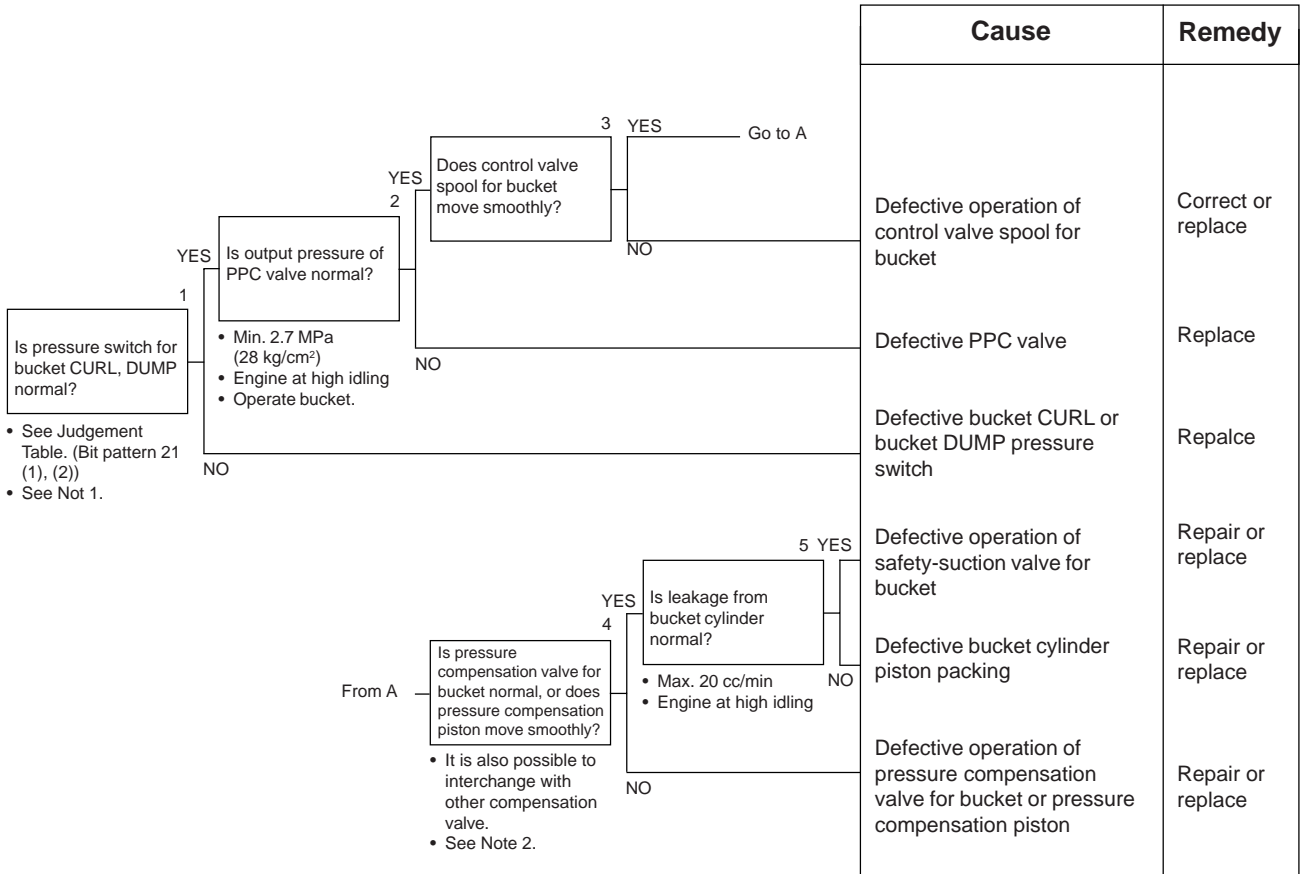 Cause
Remedy
3 YES
Go to A
Does control valve
spool for bucket
move smoothly?
YES
2
NO
Defective operation of
control valve spool for
bucket
Correct or
replace
YES
Is output pressure of
PPC valve normal?
1
• Min. 2.7 MPa
(28 kg/cm²)
• Engine at high idling
• Operate bucket.
NO
Defective PPC valve
Replace
Is pressure switch for
bucket CURL, DUMP
normal?
• See Judgement
Table. (Bit pattern 21
(1), (2))
• See Not 1.
NO
Defective bucket CURL or
bucket DUMP pressure
switch
Repalce
5 YES
Defective operation of
safety-suction valve for
bucket
Repair or
replace
YES
4
Is leakage from
bucket cylinder
normal?
• Max. 20 cc/min
• Engine at high idling
NO
Defective bucket cylinder
piston packing
Repair or
replace
From A
Is pressure
compensation valve for
bucket normal, or does
pressure compensation
piston move smoothly?
• It is also possible to
interchange with
other compensation
valve.
• See Note 2.
NO
Defective operation of
pressure compensation
valve for bucket or pressure
compensation piston
Repair or
replace